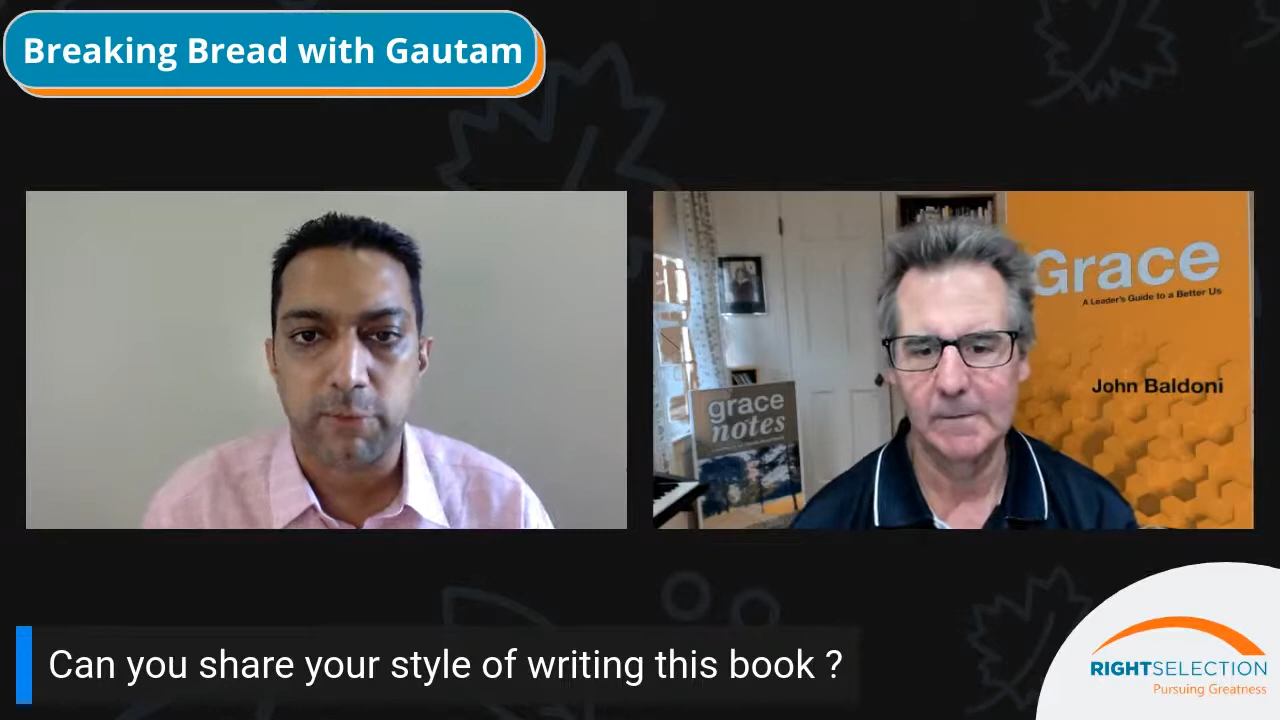 Breaking Bread with Gautam
Grace
A Leader's Guide to a Better Us
John Baldoni
grace
notes
Can you share your style of writing this book ?
RIGHTSELECTION
Pursuing Greatness